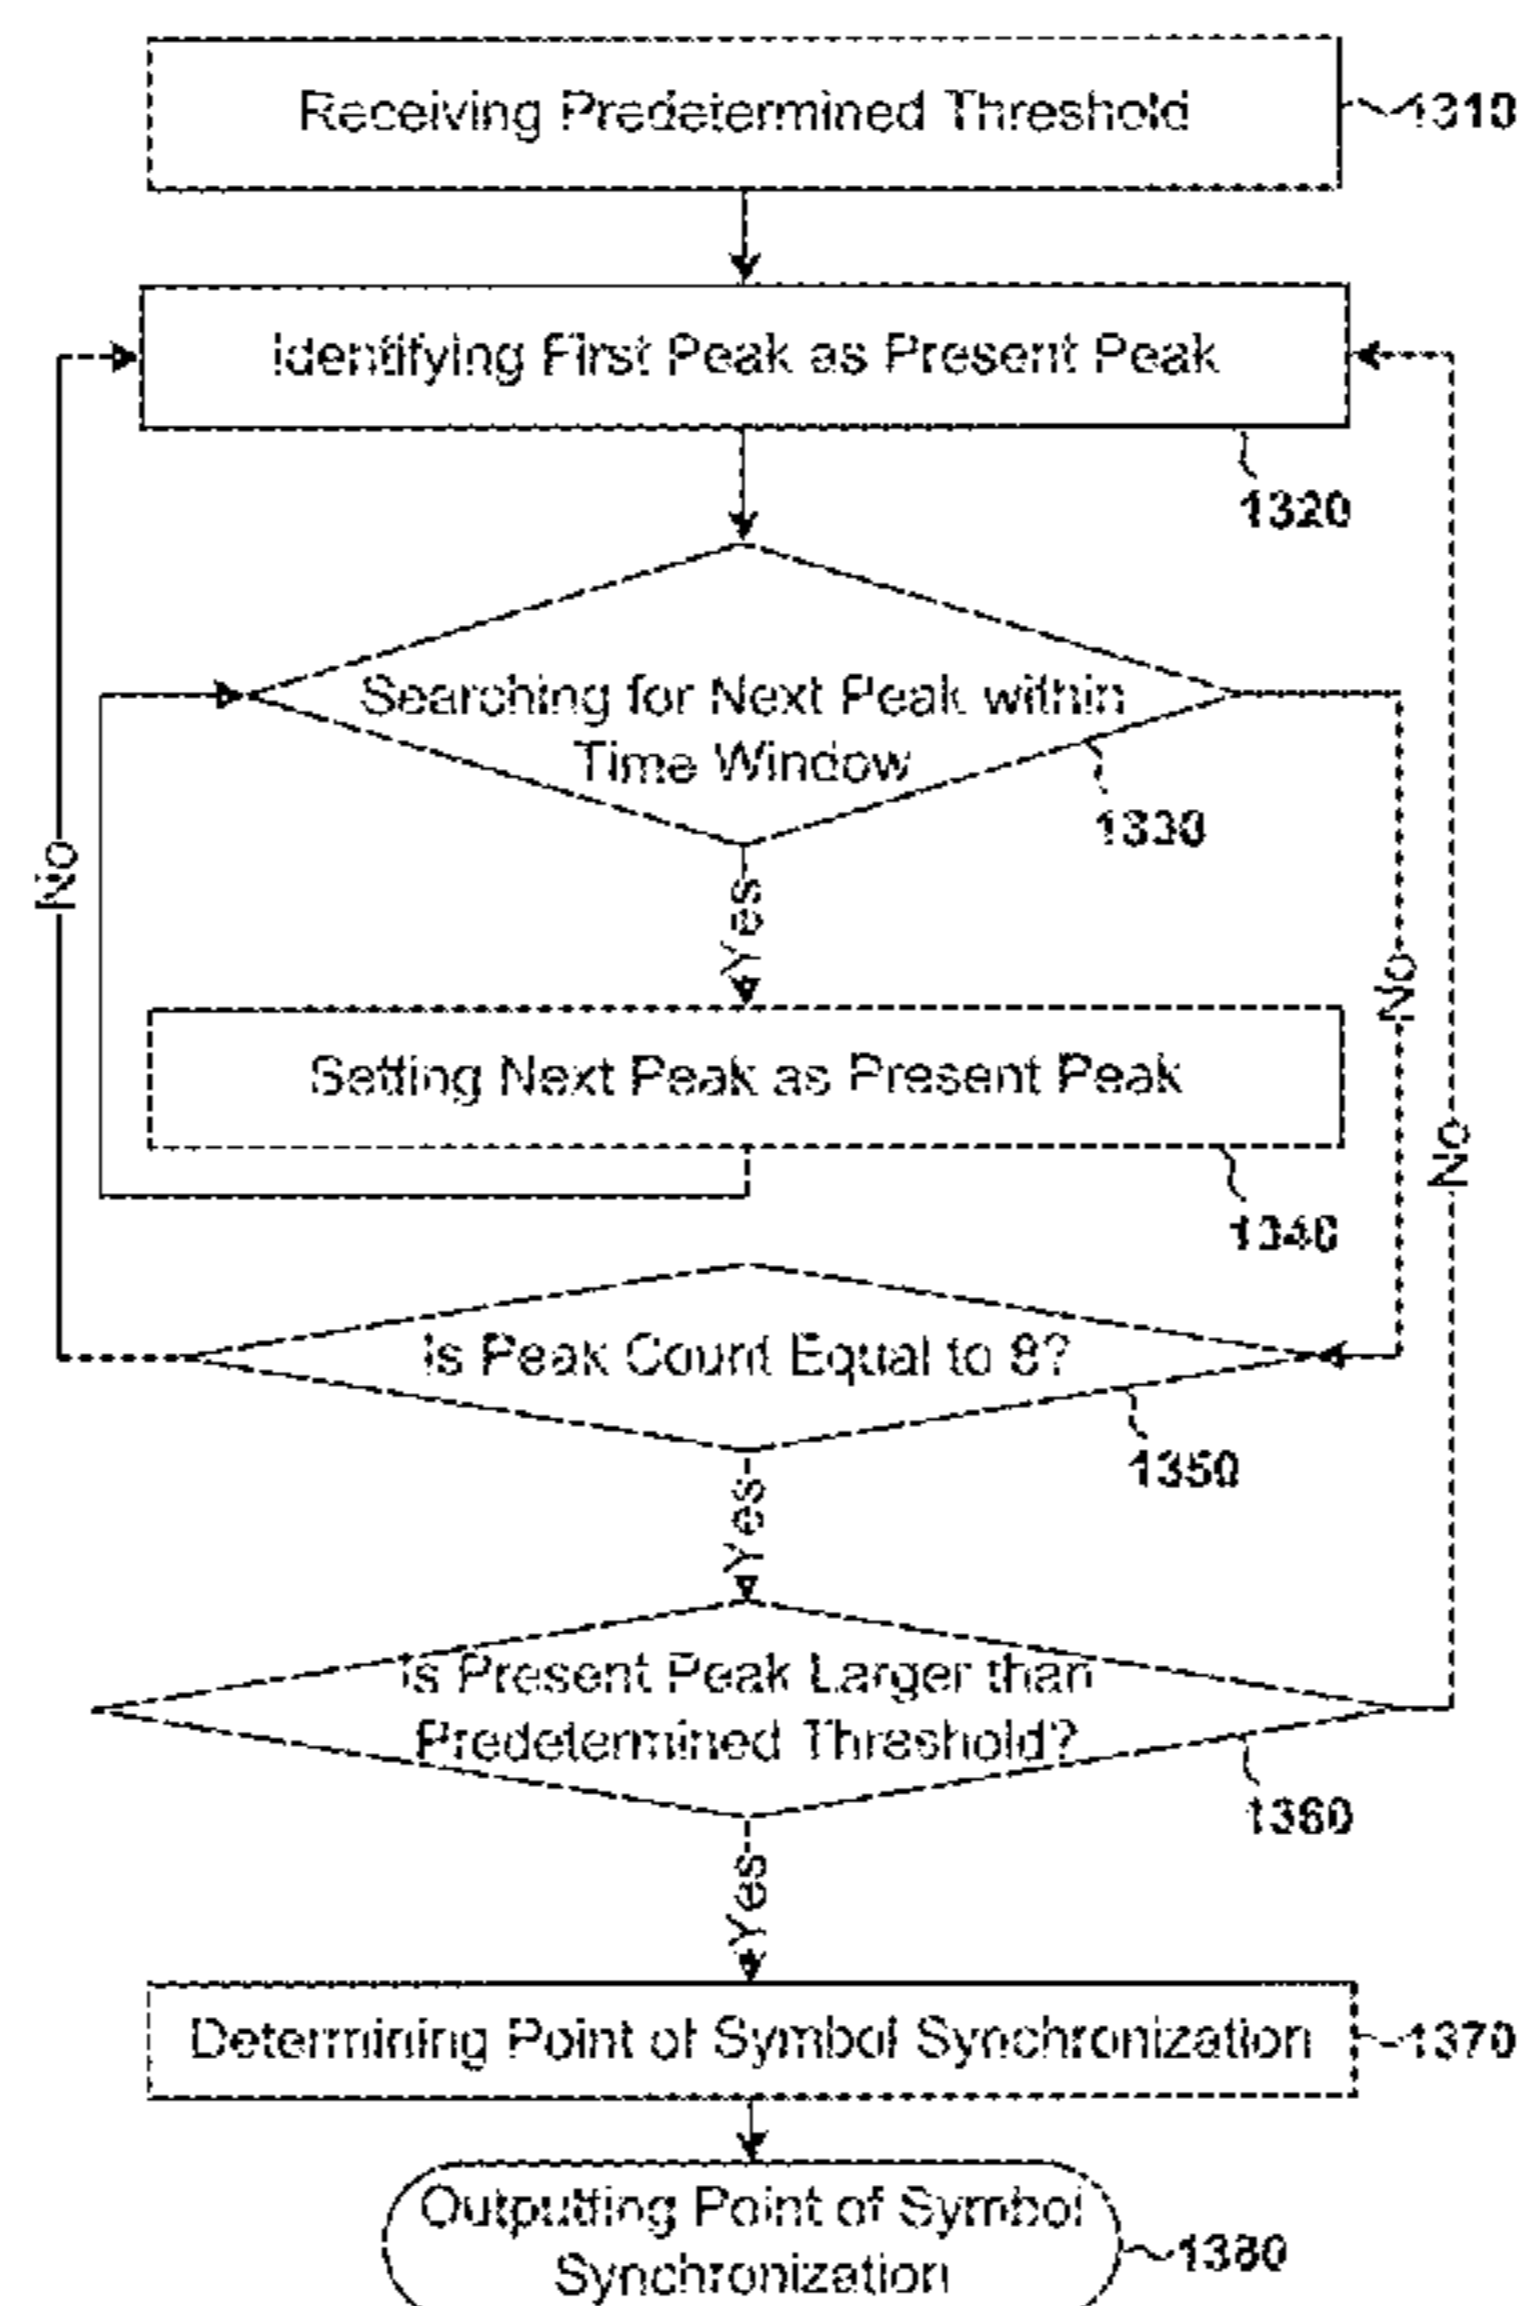 Receiving Predetermined Threshold
1310
Identifying First Peak as Present Peak
1320
Searching for Next Peak within
Time Window
1330
No
Yes
No
Setting Next Peak as Present Peak
No
1340
Is Peak Count Equal to 8?
1350
Yes
Is Present Peak Larger than
Predetermined Threshold?
1360
Yes
Determining Point of Symbol Synchronization
1370
Outputting Point of Symbol
Synchronization
1380